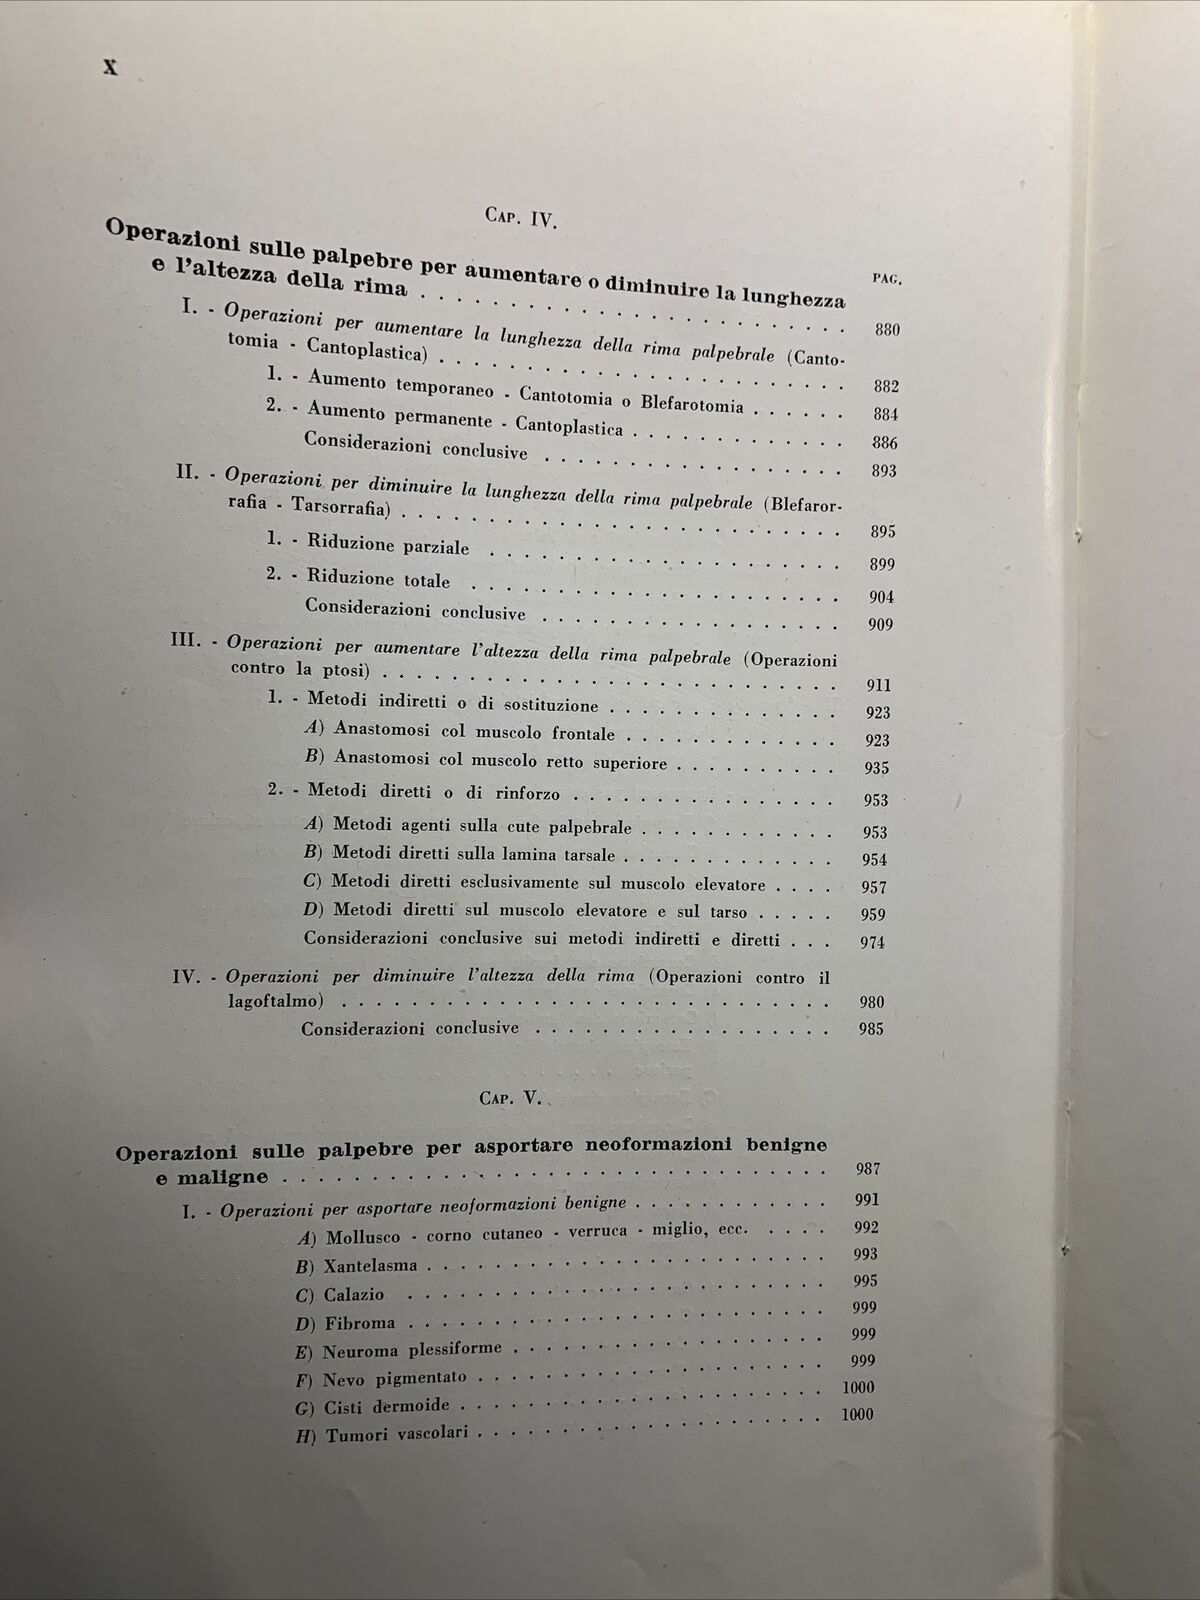 X
CAP. IV.
PAG.
Operazioni sulle palpebre per aumentare o diminuire la lunghezza
e l'altezza della rima . . . . . . . . . . . . . . . . . . . 880
I. - Operazioni per aumentare la lunghezza della rima palpebrale (Canto-
tomia - Cantoplastica) . . . . . . . . . . . . . . . . . . 882
1. - Aumento temporaneo - Cantotomia o Blefarotomia . . . . . . 884
2. - Aumento permanente - Cantoplastica . . . . . . . . . . 886
Considerazioni conclusive . . . . . . . . . . . . . . 893
II. - Operazioni per diminuire la lunghezza della rima palpebrale (Blefaror-
rafia - Tarsorrafia) . . . . . . . . . . . . . . . . . . . . 895
1. - Riduzione parziale . . . . . . . . . . . . . . . . . 899
2. - Riduzione totale . . . . . . . . . . . . . . . . . . 904
Considerazioni conclusive . . . . . . . . . . . . . . 909
III. - Operazioni per aumentare l'altezza della rima palpebrale (Operazioni
contro la ptosi) . . . . . . . . . . . . . . . . . . . . . 911
1. - Metodi indiretti o di sostituzione . . . . . . . . . . . 923
A) Anastomosi col muscolo frontale . . . . . . . . . . 923
B) Anastomosi col muscolo retto superiore . . . . . . . . 935
2. - Metodi diretti o di rinforzo . . . . . . . . . . . . . 953
A) Metodi agenti sulla cute palpebrale . . . . . . . . . 953
B) Metodi diretti sulla lamina tarsale . . . . . . . . . . 954
C) Metodi diretti esclusivamente sul muscolo elevatore . . . . 957
D) Metodi diretti sul muscolo elevatore e sul tarso . . . . . 959
Considerazioni conclusive sui metodi indiretti e diretti . . . 974
IV. - Operazioni per diminuire l'altezza della rima (Operazioni contro il
lagoftalmo) . . . . . . . . . . . . . . . . . . . . . . . 980
Considerazioni conclusive . . . . . . . . . . . . . . 985
CAP. V.
Operazioni sulle palpebre per asportare neoformazioni benigne
e maligne . . . . . . . . . . . . . . . . . . . . . . . . 987
I. - Operazioni per asportare neoformazioni benigne . . . . . . . . . 991
A) Mollusco - corno cutaneo - verruca - miglio, ecc. . . . . 992
B) Xantelasma . . . . . . . . . . . . . . . . . . 993
C) Calazio . . . . . . . . . . . . . . . . . . . 995
D) Fibroma . . . . . . . . . . . . . . . . . . . 999
E) Neuroma plessiforme . . . . . . . . . . . . . . 999
F) Nevo pigmentato . . . . . . . . . . . . . . . . 999
G) Cisti dermoide . . . . . . . . . . . . . . . . 1000
H) Tumori vascolari . . . . . . . . . . . . . . . . 1000